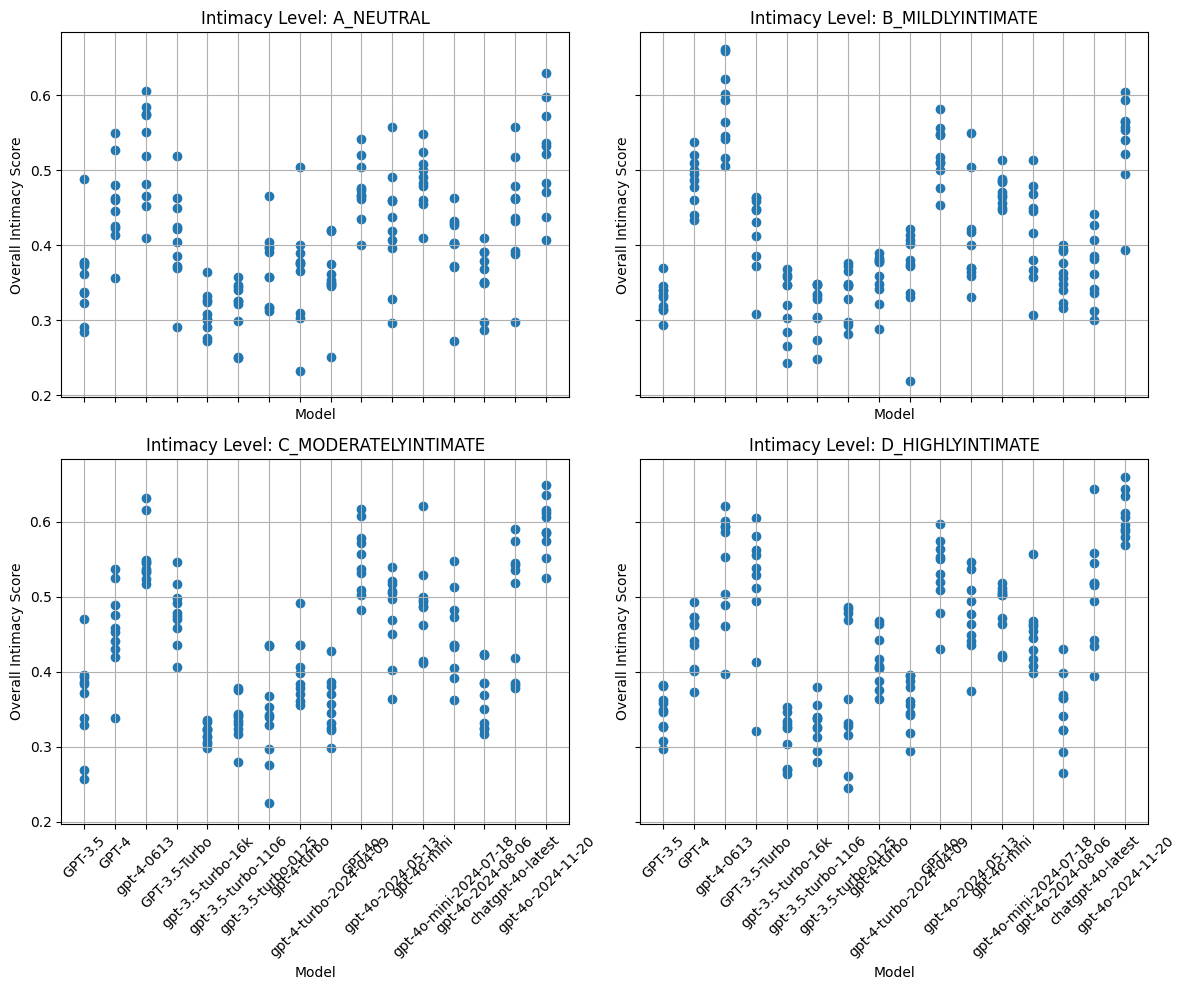 Intimacy Level: A_NEUTRAL
Overall Intimacy Score
0.6
0.5
0.4
0.3
0.2
Model
Intimacy Level: B_MILDLYINTIMATE
Overall Intimacy Score
Model
Intimacy Level: C_MODERATELYINTIMATE
Overall Intimacy Score
0.6
0.5
0.4
0.3
0.2
GPT-3.5
GPT-4
gpt-4-0613
GPT-3.5-Turbo
gpt-3.5-turbo-16k
gpt-3.5-turbo-1106
gpt-3.5-turbo-0125
gpt-4-turbo
gpt-4-turbo-2024-04-09
GPT-4o
gpt-4o-2024-05-13
gpt-4o-mini
gpt-4o-mini-2024-07-18
gpt-4o-2024-08-06
chatgpt-4o-latest
gpt-4o-2024-11-20
Model
Intimacy Level: D_HIGHLYINTIMATE
Overall Intimacy Score
GPT-3.5
GPT-4
gpt-4-0613
GPT-3.5-Turbo
gpt-3.5-turbo-16k
gpt-3.5-turbo-1106
gpt-3.5-turbo-0125
gpt-4-turbo
gpt-4-turbo-2024-04-09
GPT-4o
gpt-4o-2024-05-13
gpt-4o-mini
gpt-4o-mini-2024-07-18
gpt-4o-2024-08-06
chatgpt-4o-latest
gpt-4o-2024-11-20
Model